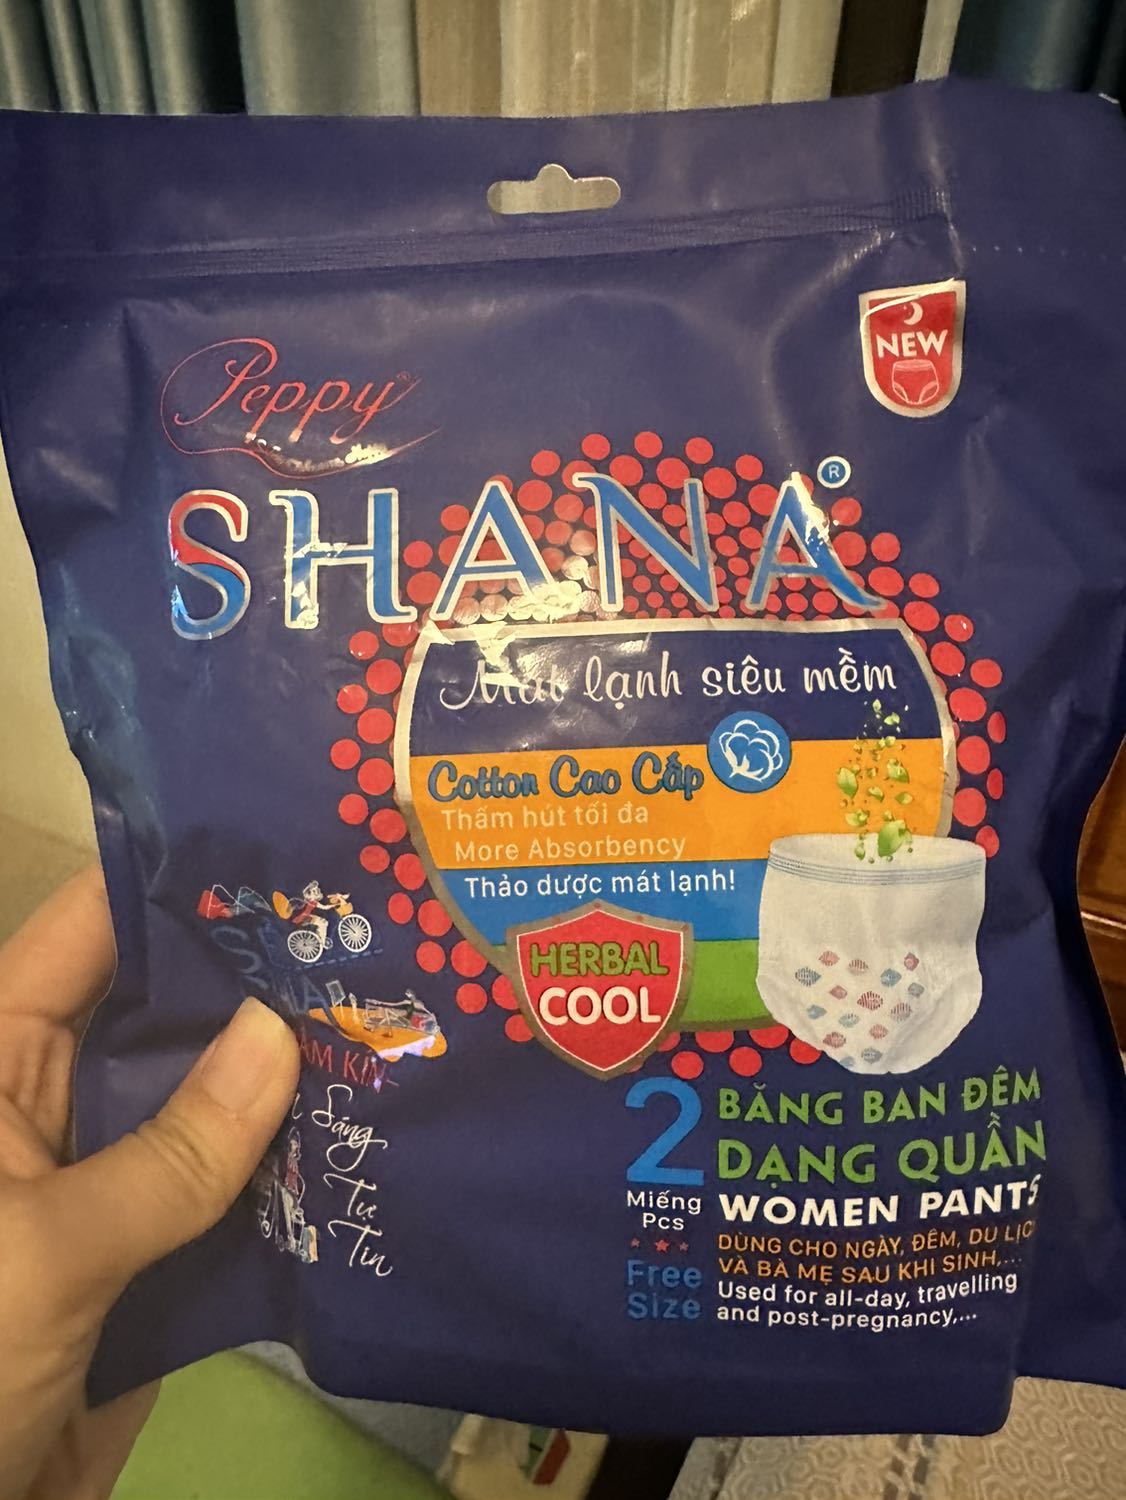 NEW
Peppy
SHANA®
Mát lạnh siêu mềm
Cotton Cao Cấp
Thấm hút tối đa
More Absorbency
Thảo dược mát lạnh!
HERBAL
COOL
Sáng
Tự
Tin
2
Miếng
Pcs
Free
Size
BĂNG BAN ĐÊM
DẠNG QUẦN
WOMEN PANTS
DÙNG CHO NGÀY, ĐÊM, DU LỊC
VÀ BÀ MẸ SAU KHI SINH,...
Used for all-day, travelling
and post-pregnancy,...